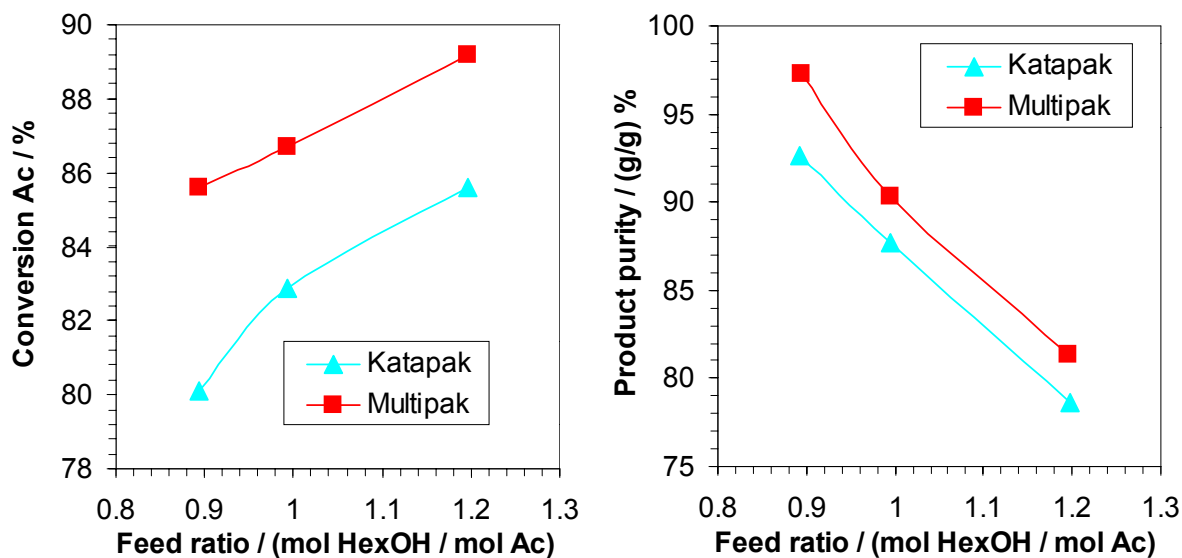 Conversion Ac / %
90
88
86
84
82
80
78
0.8 0.9 1 1.1 1.2 1.3
Feed ratio / (mol HexOH / mol Ac)
Katapak
Multipak
Product purity / (g/g) %
100
95
90
85
80
75
0.8 0.9 1 1.1 1.2 1.3
Feed ratio / (mol HexOH / mol Ac)
Katapak
Multipak